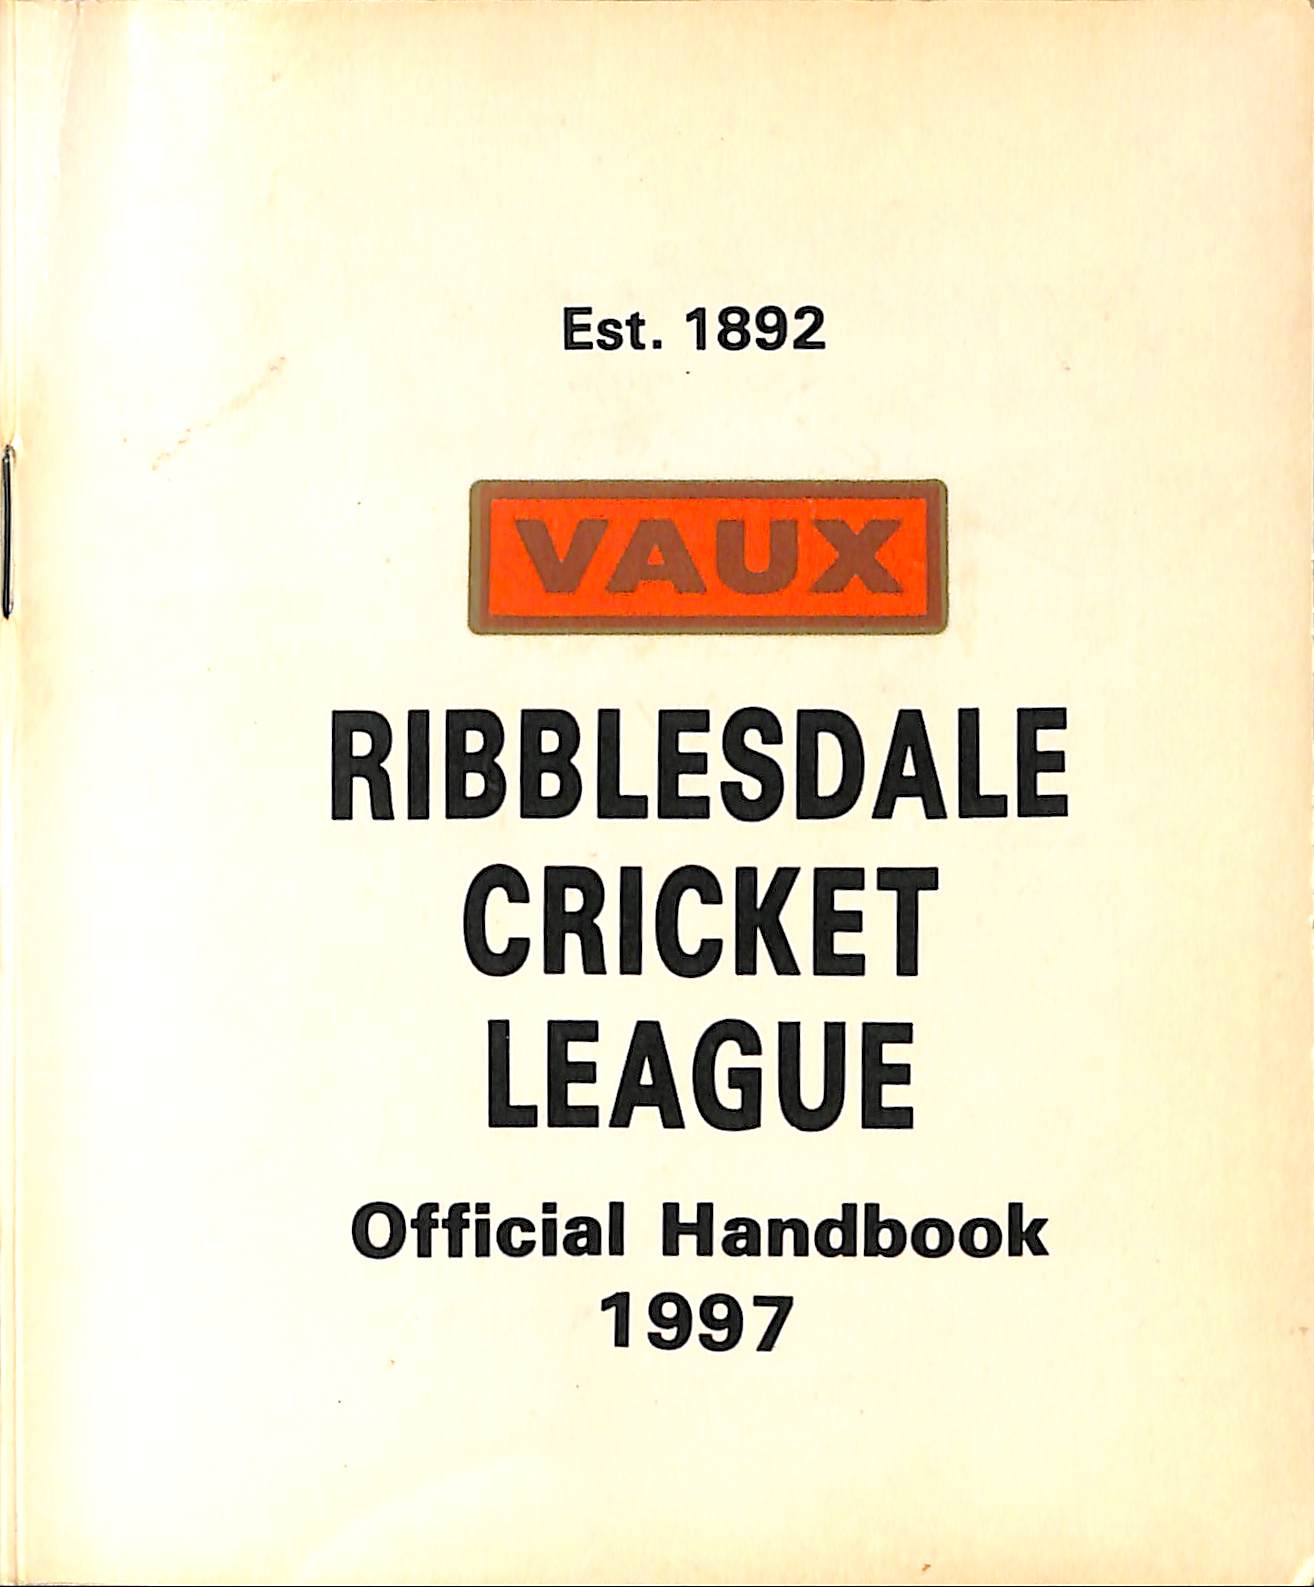 Est. 1892
VAUX
RIBBLESDALE
CRICKET
LEAGUE
Official Handbook
1997